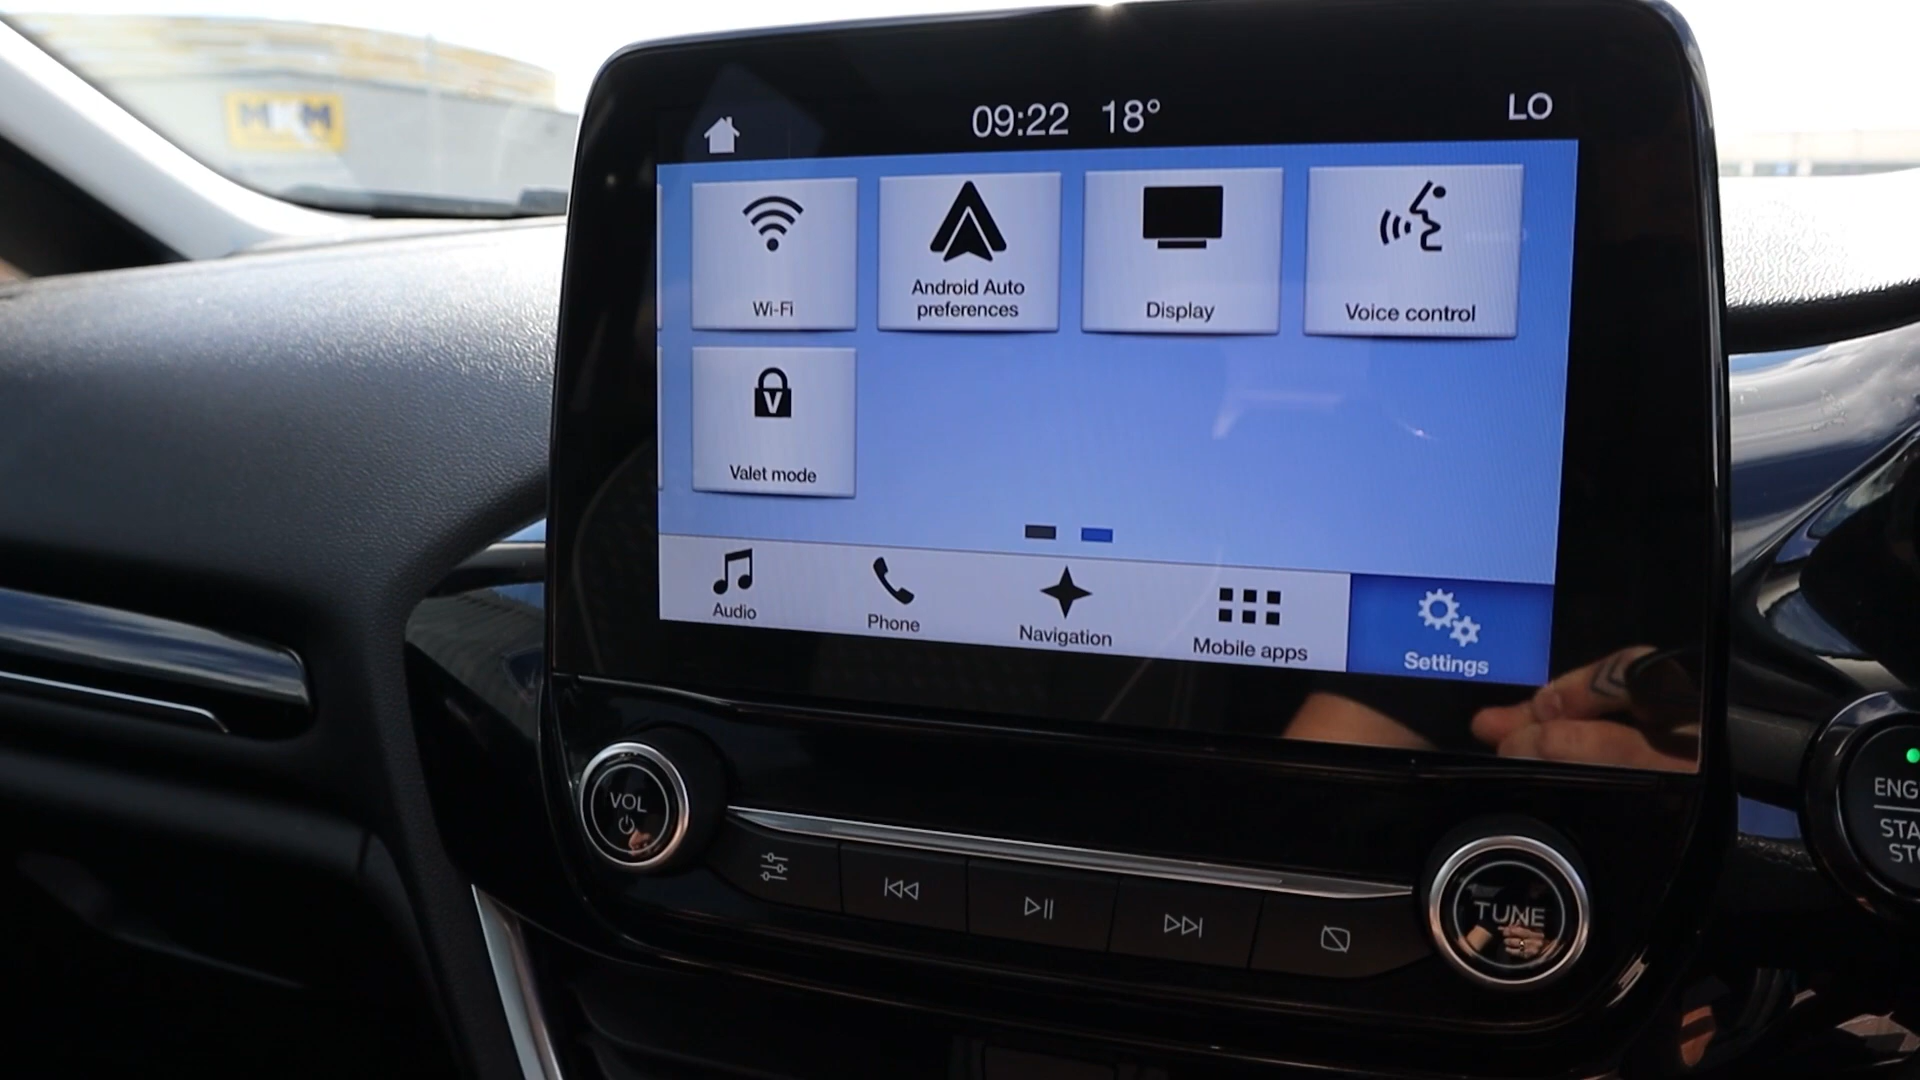 MKM
09:22 18° LO
Wi-Fi
Android Auto
preferences
Display
Voice control
V
Valet mode
Audio
Phone
Navigation
Mobile apps
Settings
VOL
TUNE
ENG
STA
STO